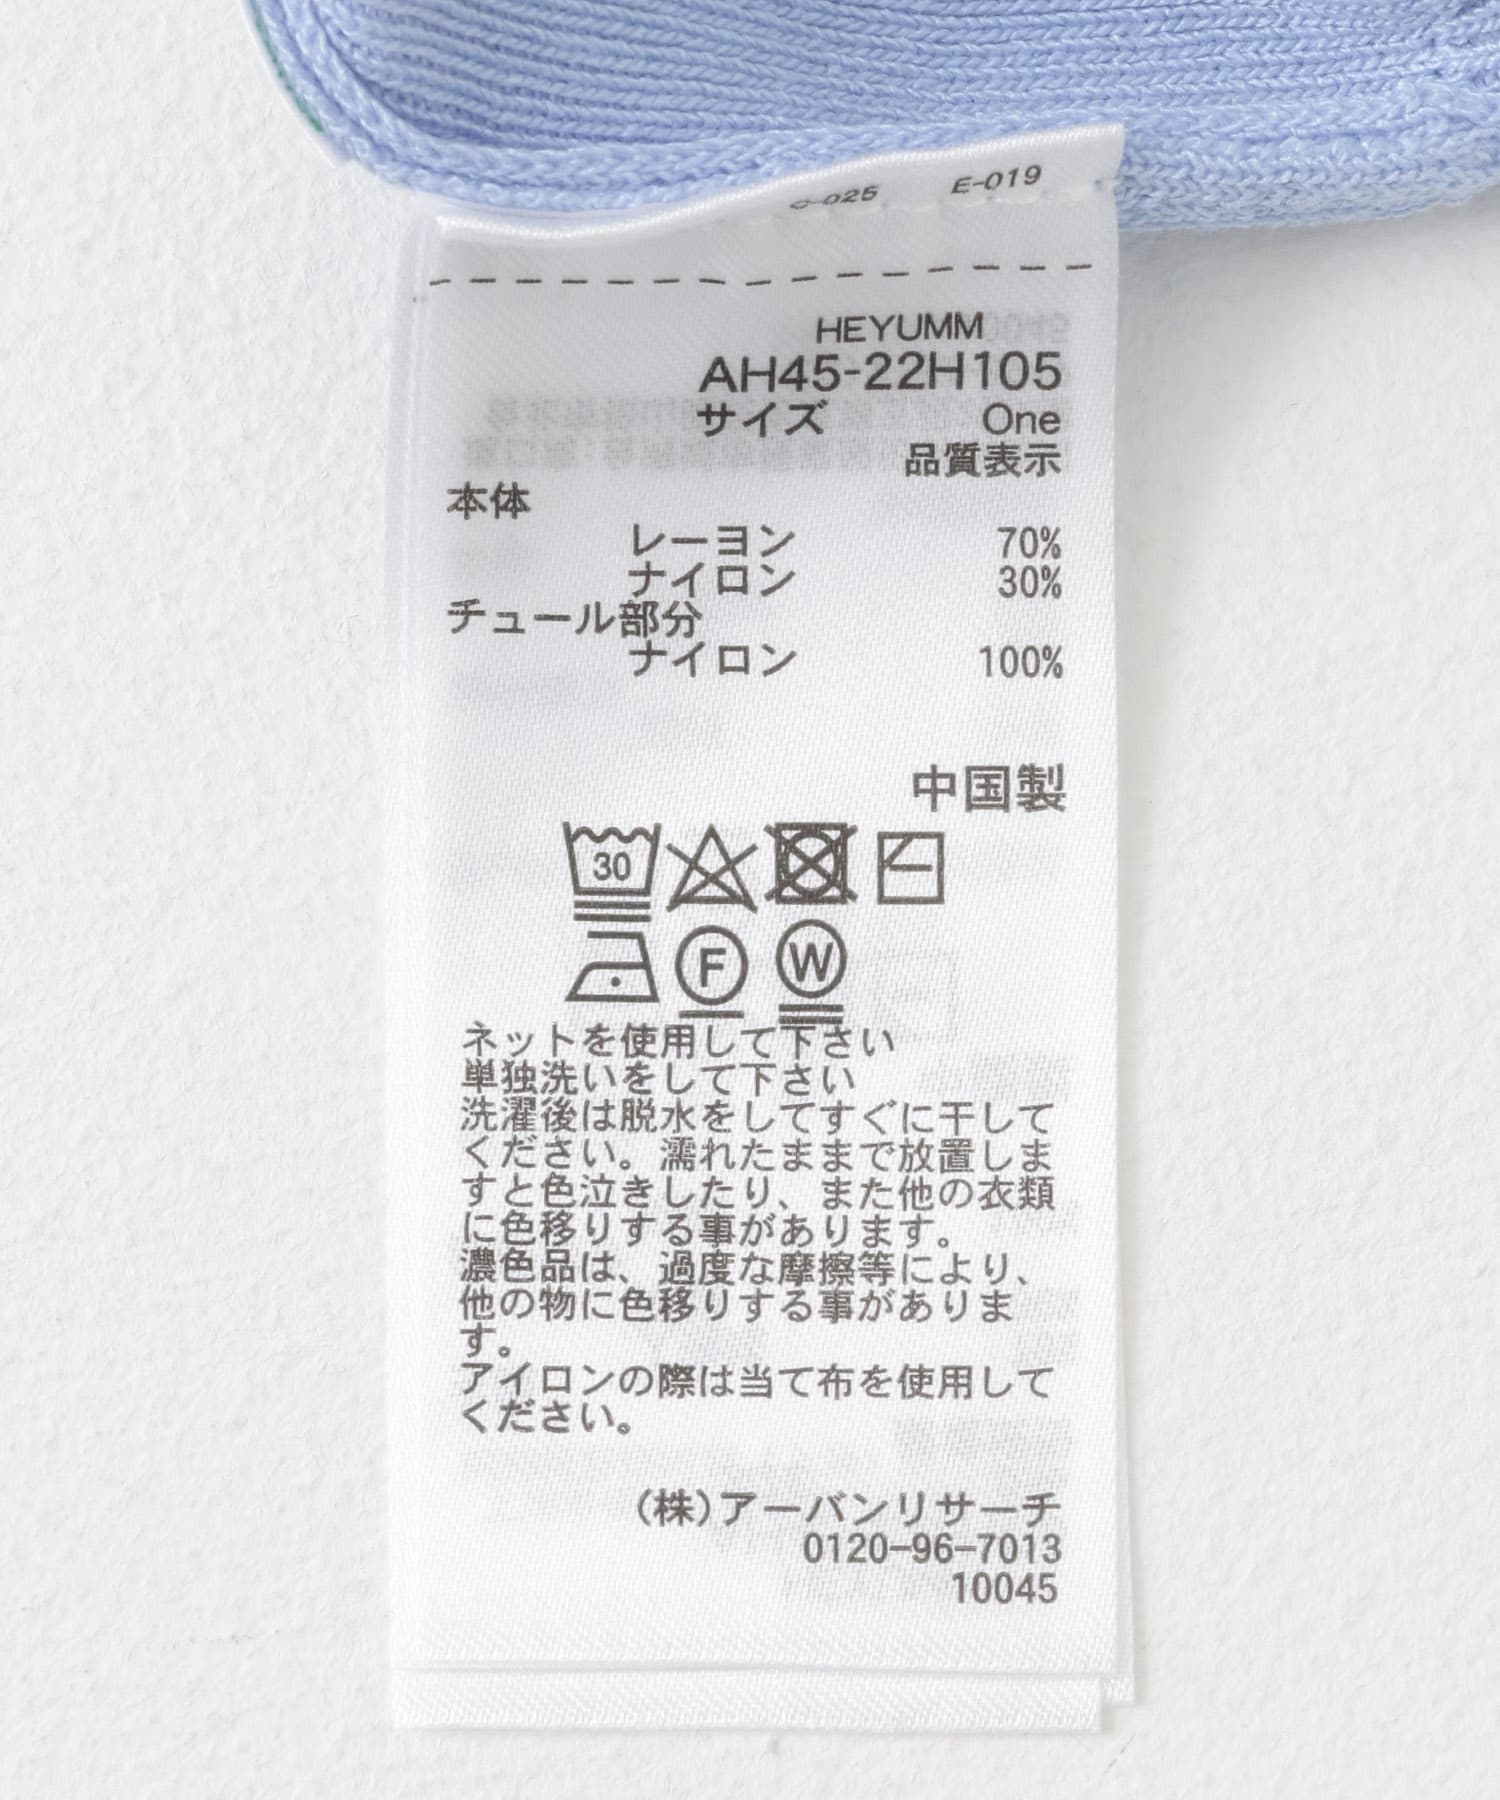 E-019
HEYUMM
AH45-22H105
サイズ One
品質表示
本体
レーヨン 70%
ナイロン 30%
チュール部分
ナイロン 100%
中国製
30
F W
ネットを使用して下さい
単独洗いをして下さい
洗濯後は脱水をしてすぐに干して
ください。濡れたままで放置しま
すと色泣きしたり、また他の衣類
に色移りする事があります。
濃色品は、過度な摩擦等により、
他の物に色移りする事がありま
す。
アイロンの際は当て布を使用して
ください。
(株)アーバンリサーチ
0120-96-7013
10045